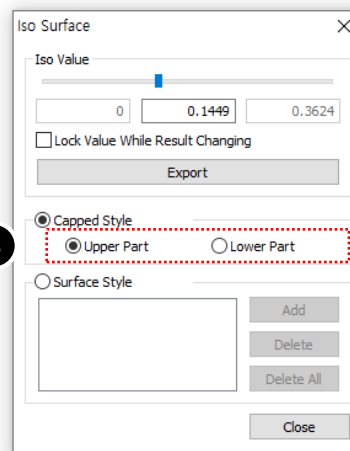 Iso Surface
Iso Value
0 0.1449 0.3624
Lock Value While Result Changing
Export
Capped Style
Upper Part Lower Part
Surface Style
Add
Delete
Delete All
Close